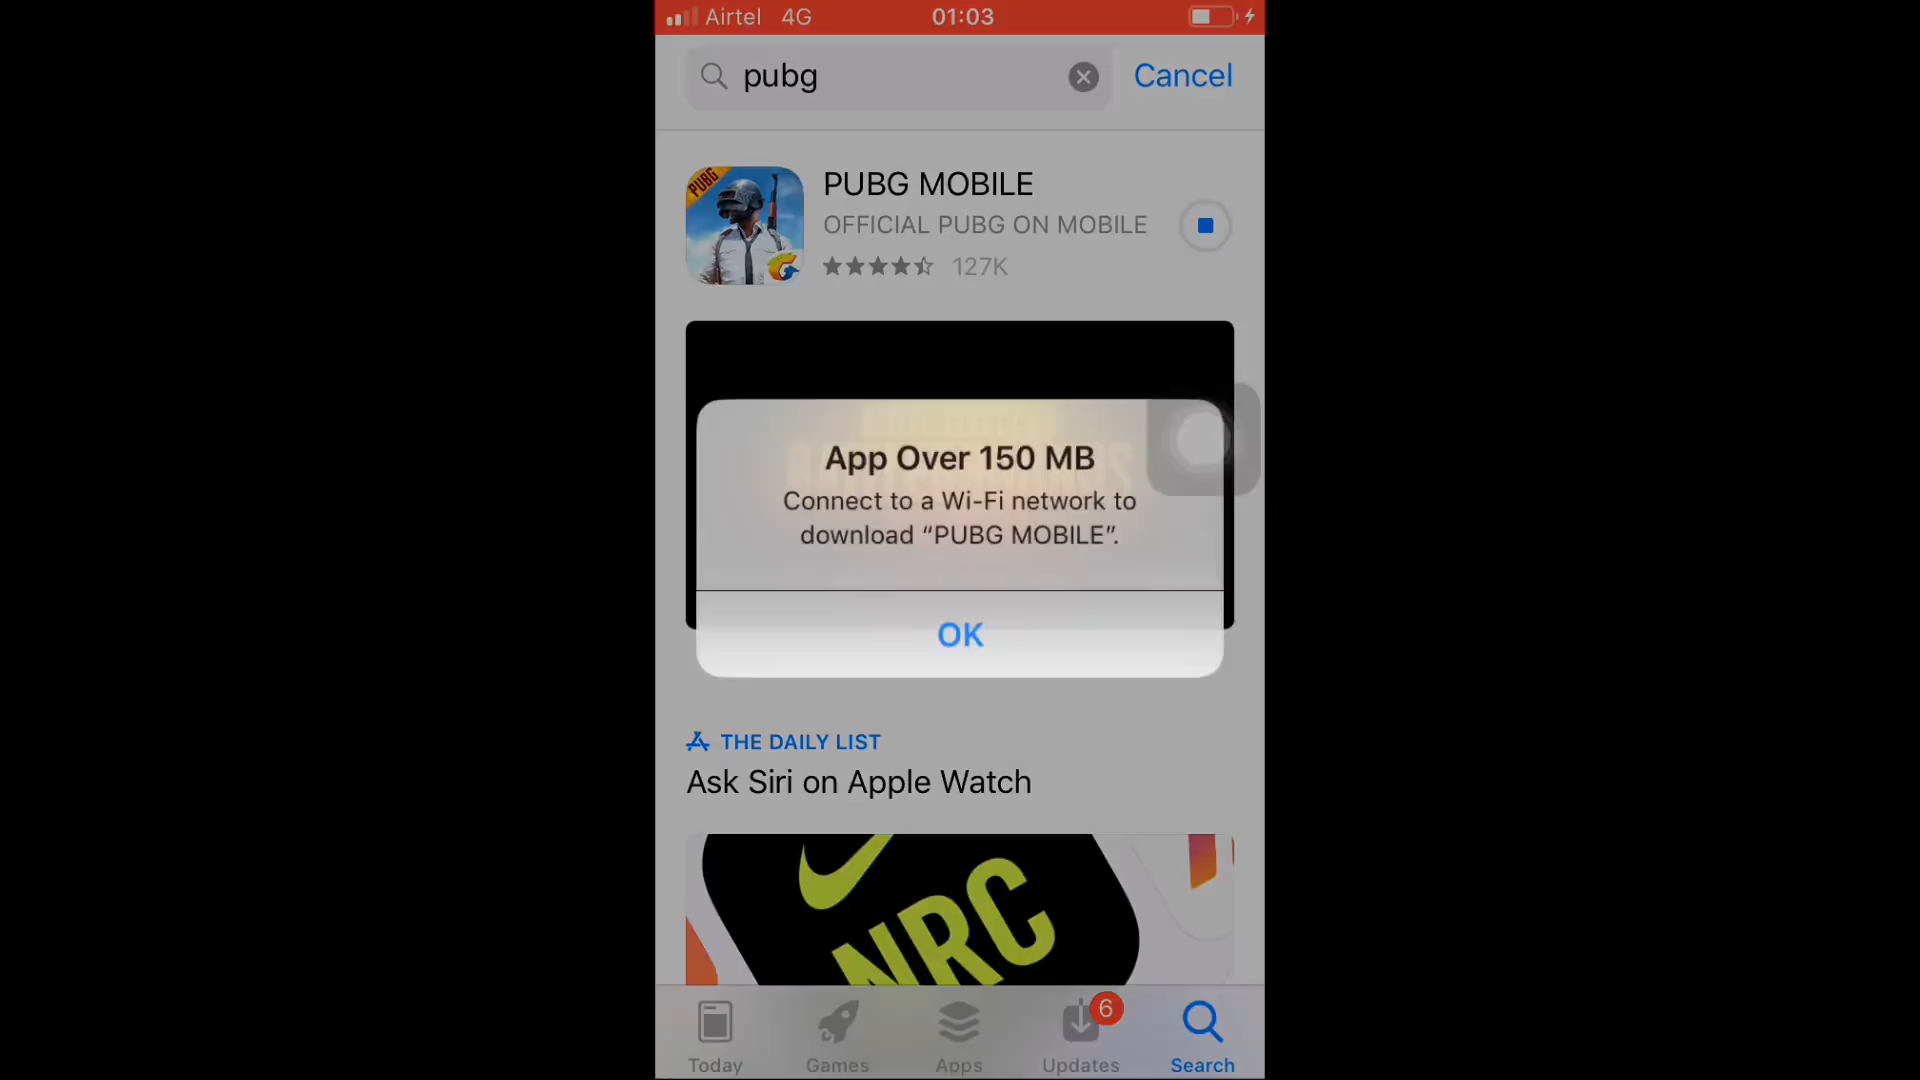 Airtel 4G 01:03
pubg Cancel
PUBG
PUBG MOBILE
OFFICIAL PUBG ON MOBILE
127K
App Over 150 MB
Connect to a Wi-Fi network to
download “PUBG MOBILE”.
OK
THE DAILY LIST
Ask Siri on Apple Watch
NRC
6
Today Games Apps Updates Search